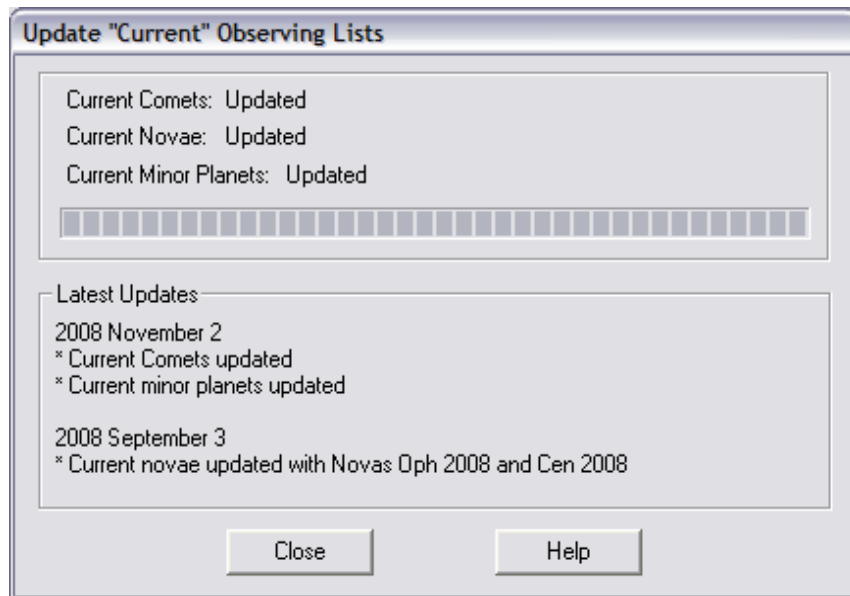 Update "Current" Observing Lists
Current Comets: Updated
Current Novae: Updated
Current Minor Planets: Updated
Latest Updates
2008 November 2
* Current Comets updated
* Current minor planets updated
2008 September 3
* Current novae updated with Novas Oph 2008 and Cen 2008
Close
Help